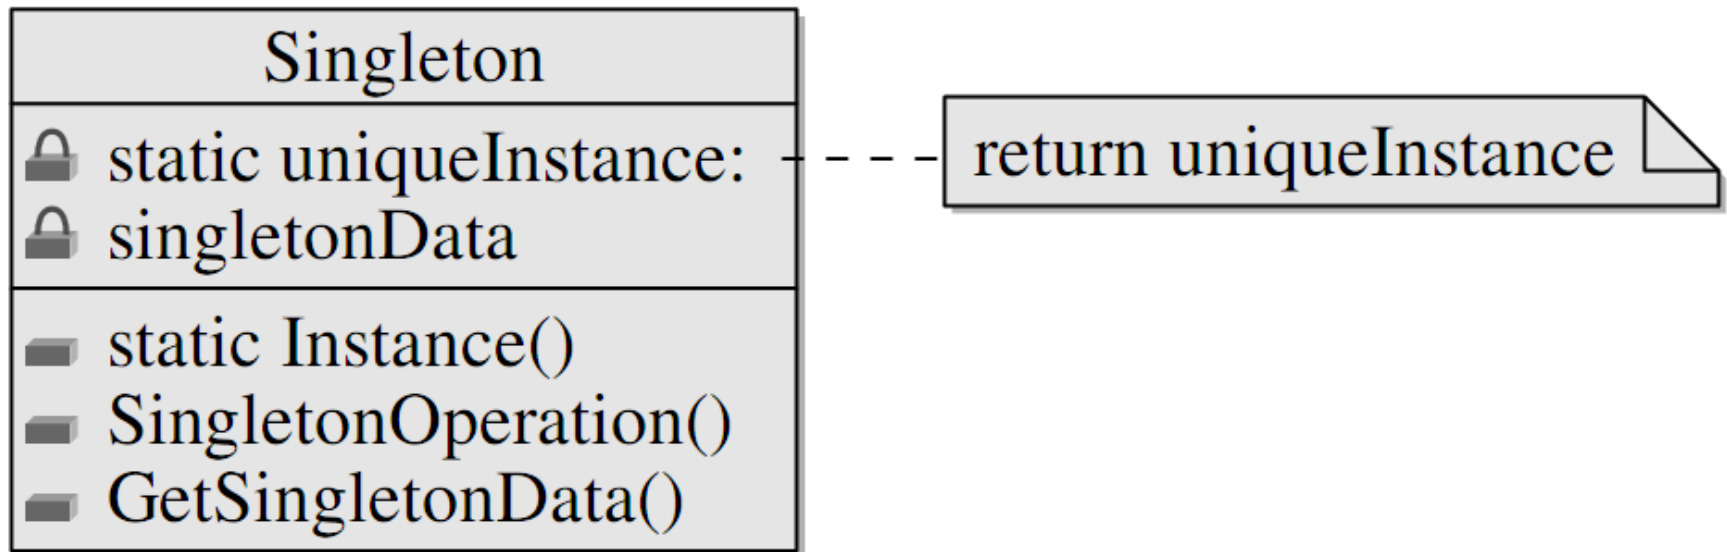 Singleton
static uniqueInstance:
return uniqueInstance
singletonData
static Instance()
SingletonOperation()
GetSingletonData()